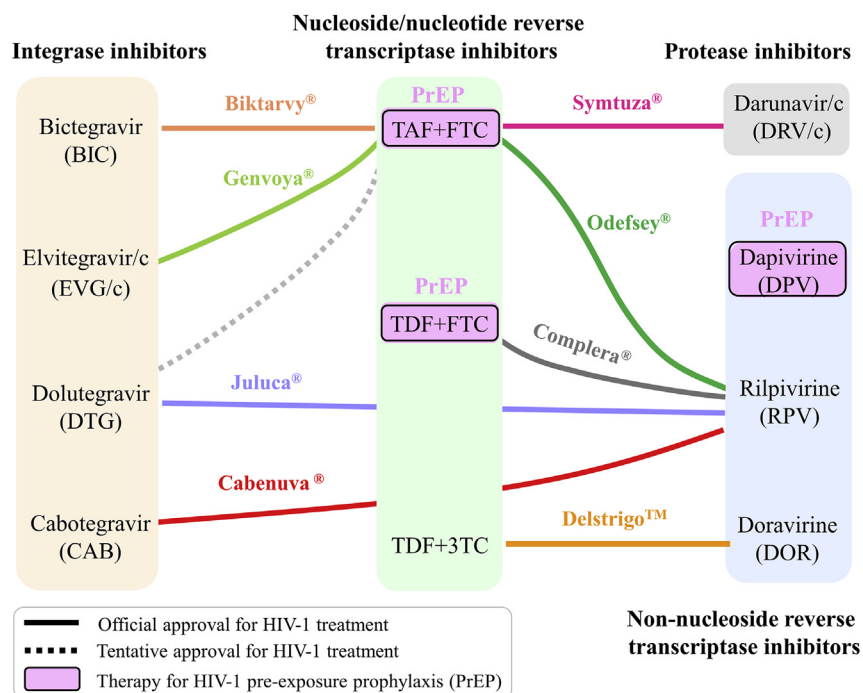 Integrase inhibitors
Nucleoside/nucleotide reverse
transcriptase inhibitors
Protease inhibitors
Bictegravir
(BIC)
Elvitegravir/c
(EVG/c)
Dolutegravir
(DTG)
Cabotegravir
(CAB)
Biktarvy®
Genvoya®
Juluca®
Cabenuva ®
PrEP
TAF+FTC
PrEP
TDF+FTC
TDF+3TC
Symtuza®
Odefsey®
Complera®
Delstrigo™
Darunavir/c
(DRV/c)
PrEP
Dapivirine
(DPV)
Rilpivirine
(RPV)
Doravirine
(DOR)
Non-nucleoside reverse
transcriptase inhibitors
Official approval for HIV-1 treatment
Tentative approval for HIV-1 treatment
Therapy for HIV-1 pre-exposure prophylaxis (PrEP)